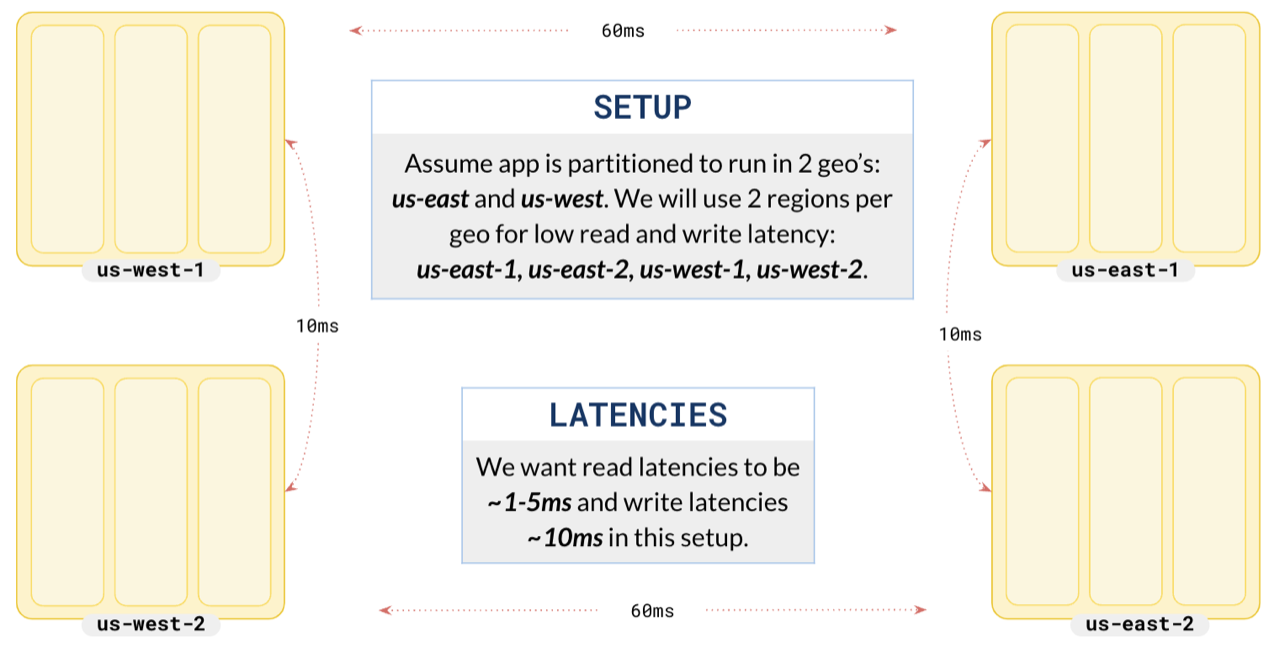 60ms
SETUP
Assume app is partitioned to run in 2 geo’s:
us-east and us-west. We will use 2 regions per
geo for low read and write latency:
us-east-1, us-east-2, us-west-1, us-west-2.
us-west-1
us-east-1
10ms
10ms
LATENCIES
We want read latencies to be
~1-5ms and write latencies
~10ms in this setup.
60ms
us-west-2
us-east-2